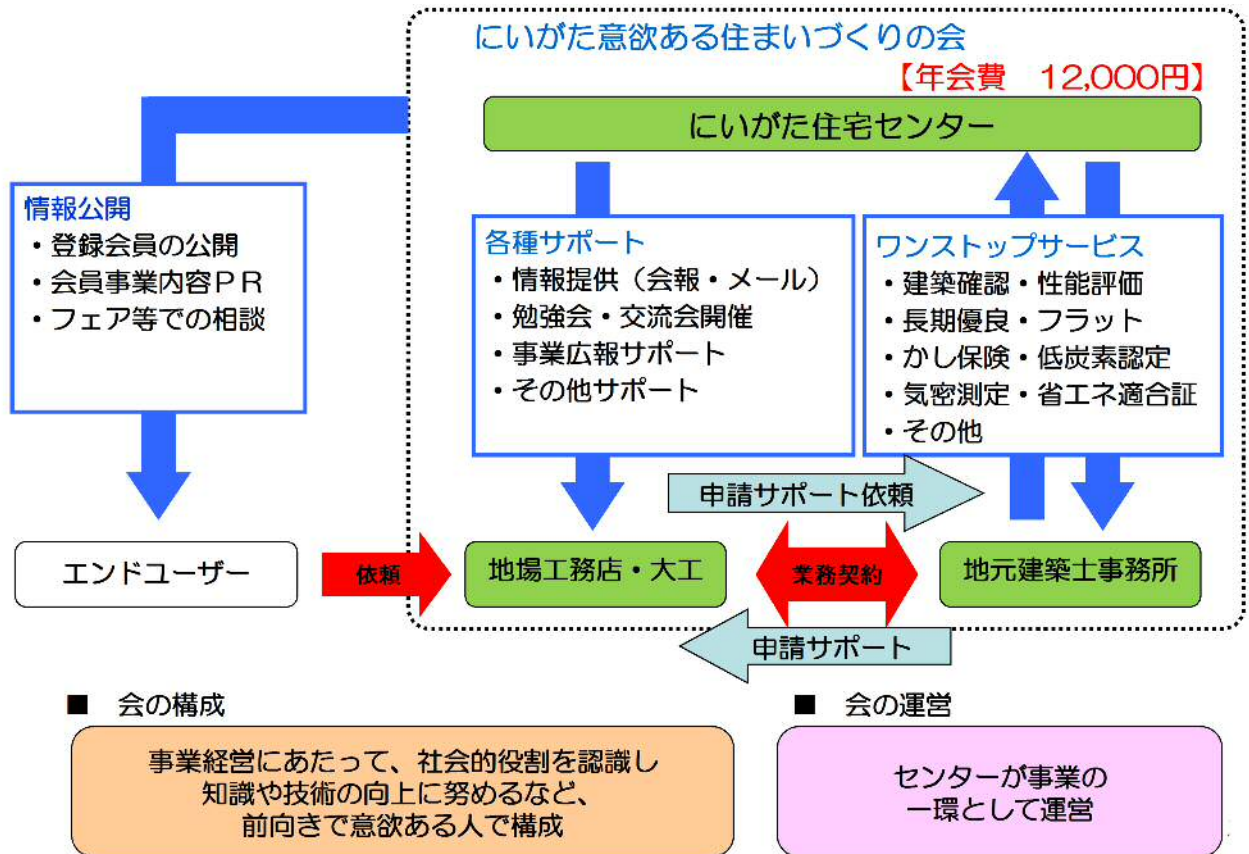 にいがた意欲ある住まいづくりの会
【年会費　12,000円】
にいがた住宅センター
情報公開
・登録会員の公開
・会員事業内容ＰＲ
・フェア等での相談
各種サポート
・情報提供（会報・メール）
・勉強会・交流会開催
・事業広報サポート
・その他サポート
ワンストップサービス
・建築確認・性能評価
・長期優良・フラット
・かし保険・低炭素認定
・気密測定・省エネ適合証
・その他
申請サポート依頼
エンドユーザー
依頼
地場工務店・大工
業務契約
地元建築士事務所
申請サポート
■　会の構成
事業経営にあたって、社会的役割を認識し
知識や技術の向上に努めるなど、
前向きで意欲ある人で構成
■　会の運営
センターが事業の
一環として運営